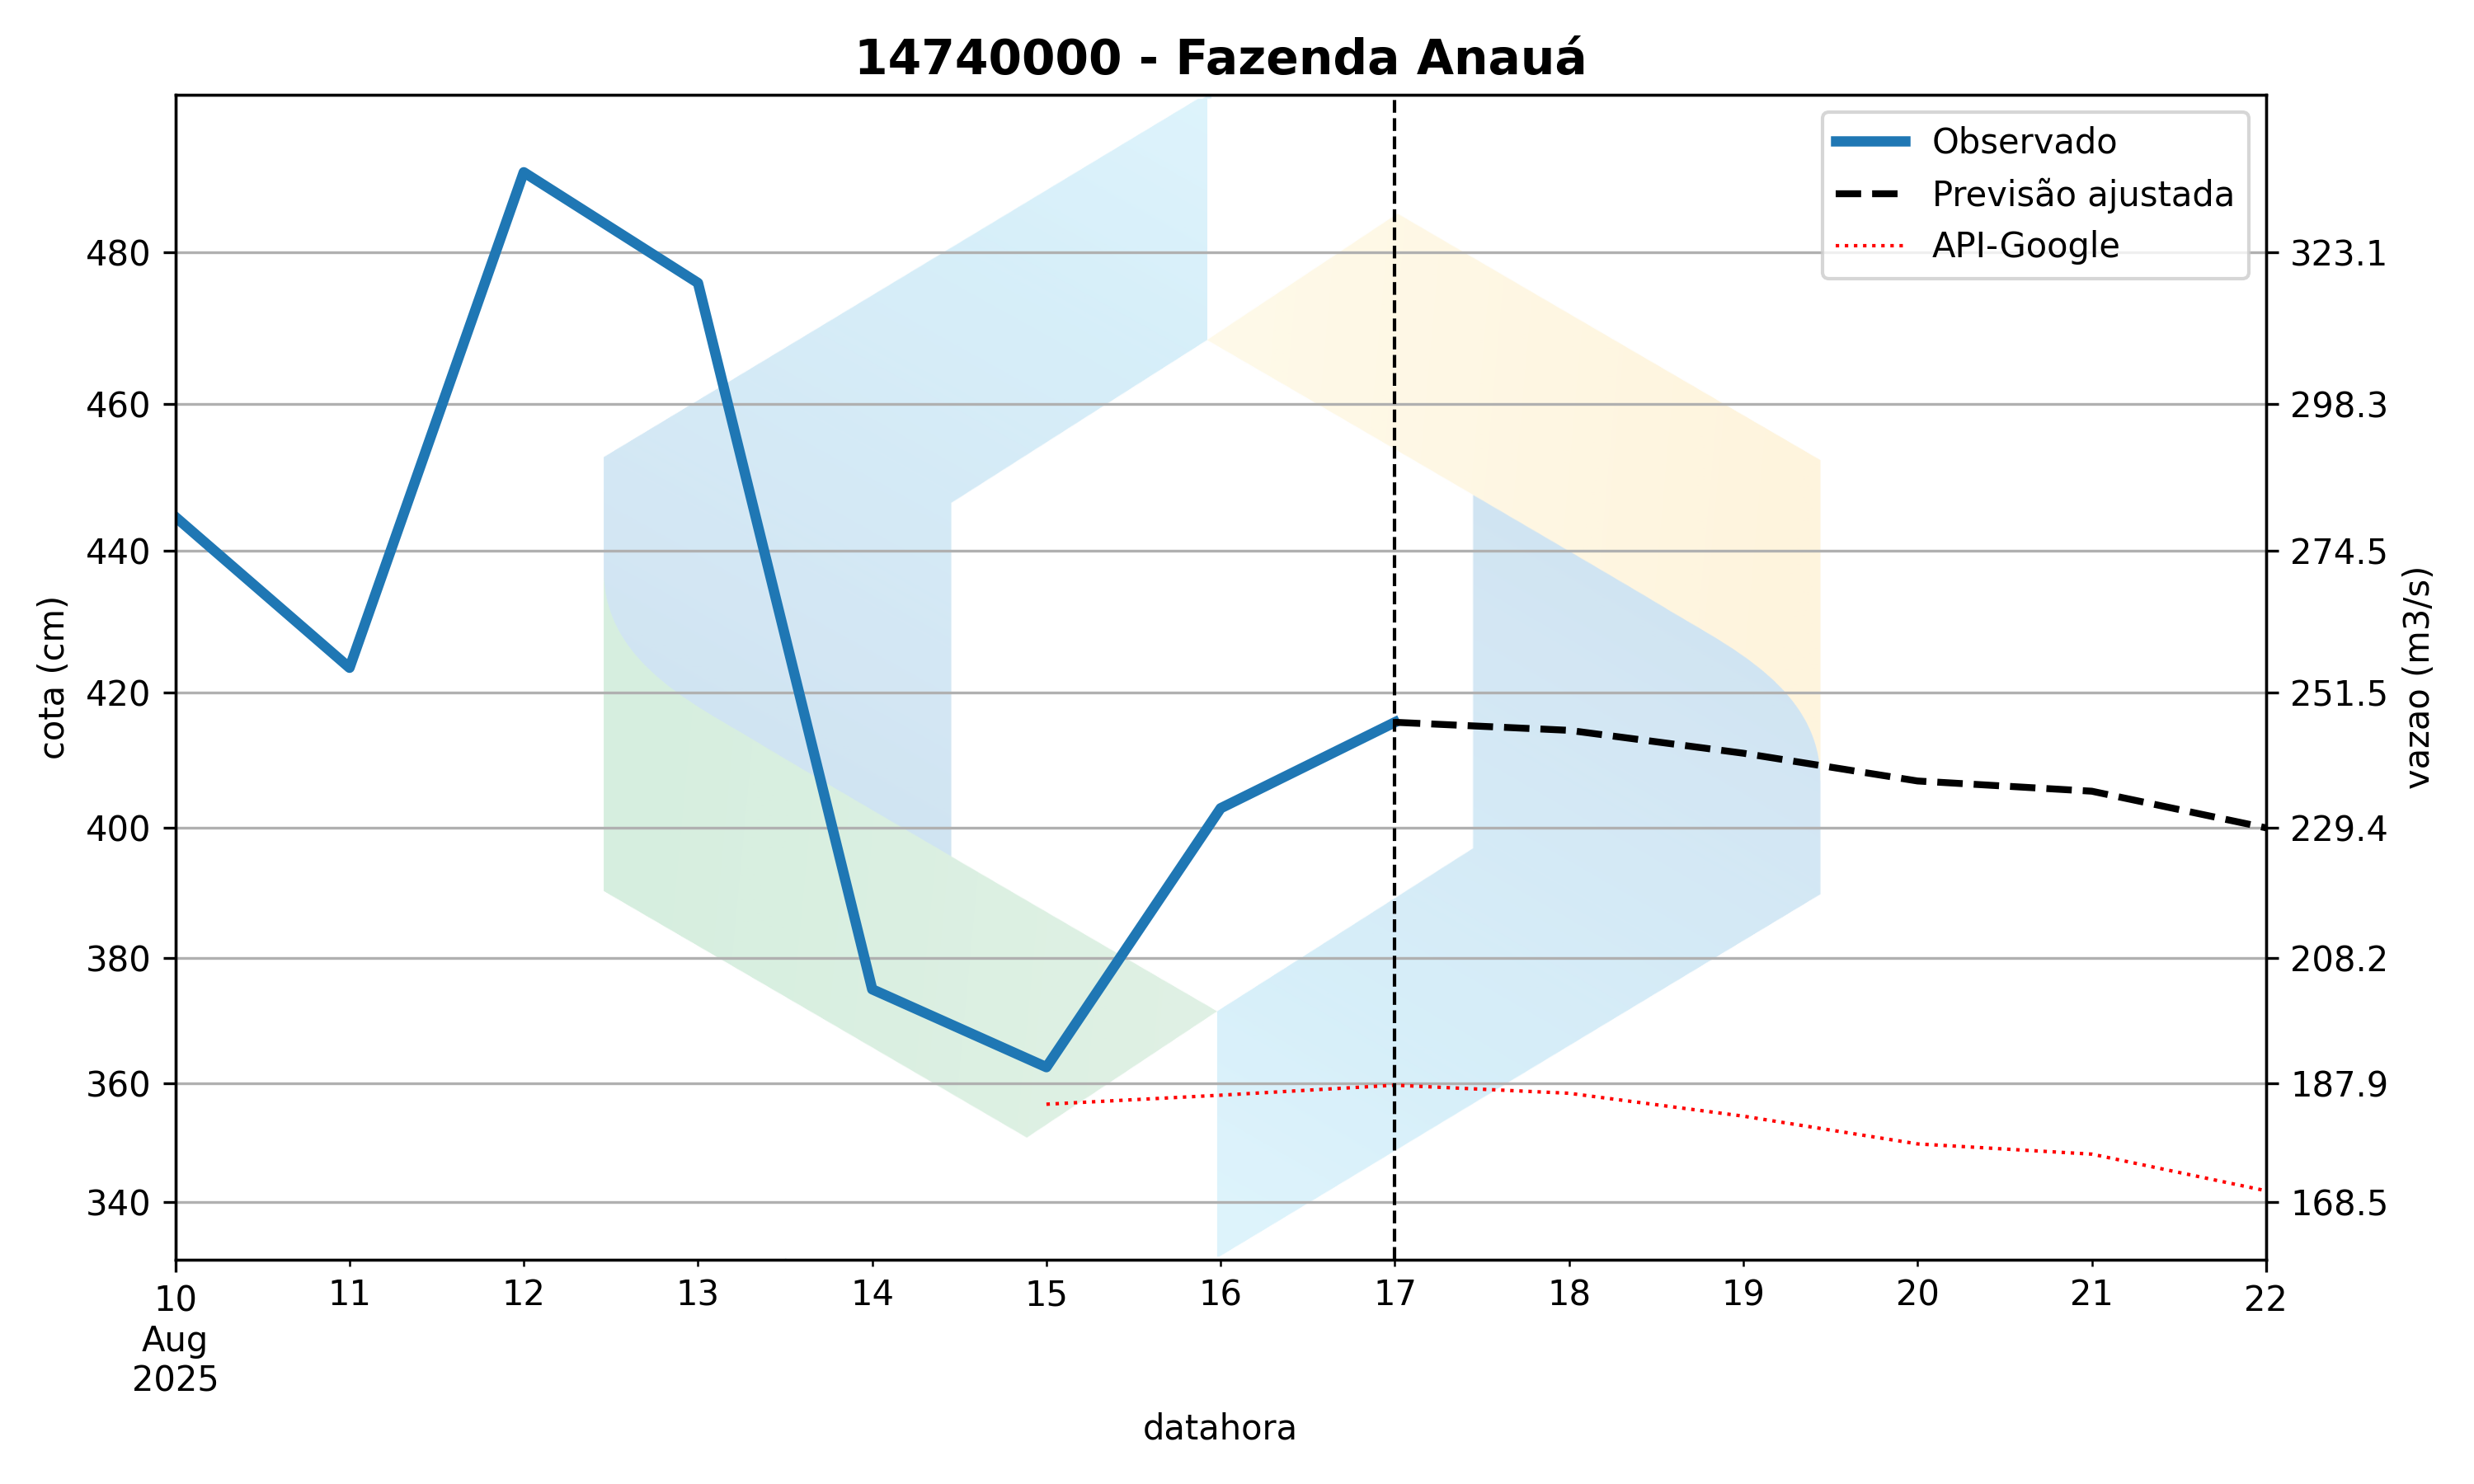 14740000 - Fazenda Anauá
Observado
Previsão ajustada
API-Google
480
460
440
420
400
380
360
340
cota (cm)
323.1
298.3
274.5
251.5
229.4
208.2
187.9
168.5
vazao (m3/s)
10 11 12 13 14 15 16 17 18 19 20 21 22
Aug
2025
datahora